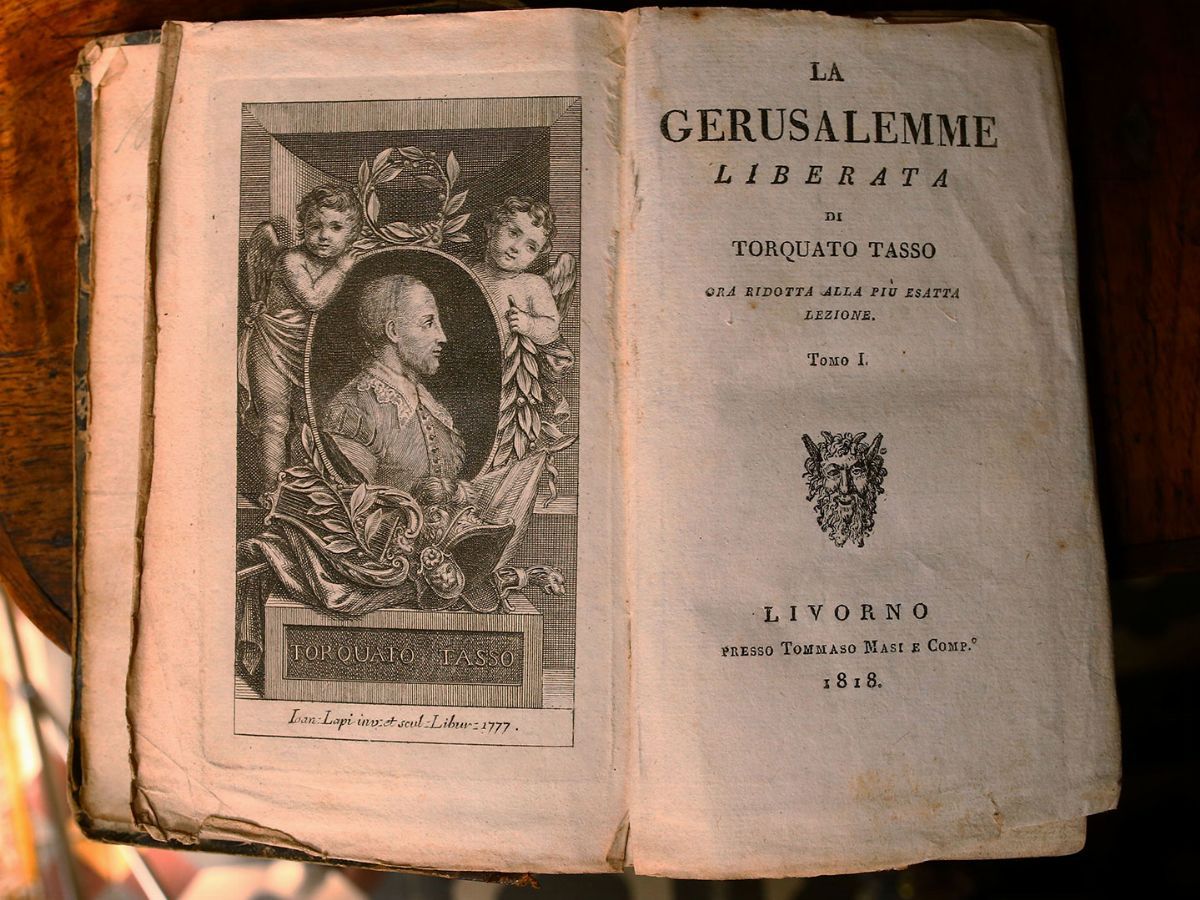 TORQUATO TASSO
Ioan: Lapi inv: et scul: Libur: 1777.
LA
GERUSALEMME
LIBERATA
DI
TORQUATO TASSO
ORA RIDOTTA ALLA PIÙ ESATTA
LEZIONE.
TOMO I.
LIVORNO
PRESSO TOMMASO MASI E COMP.º
1818.